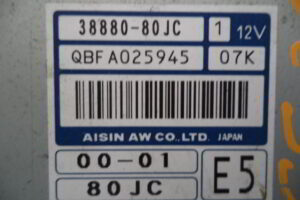 38880-80JC 1 12V
QBFA025945 07K
AISIN AW CO., LTD. JAPAN
00-01
80JC E5